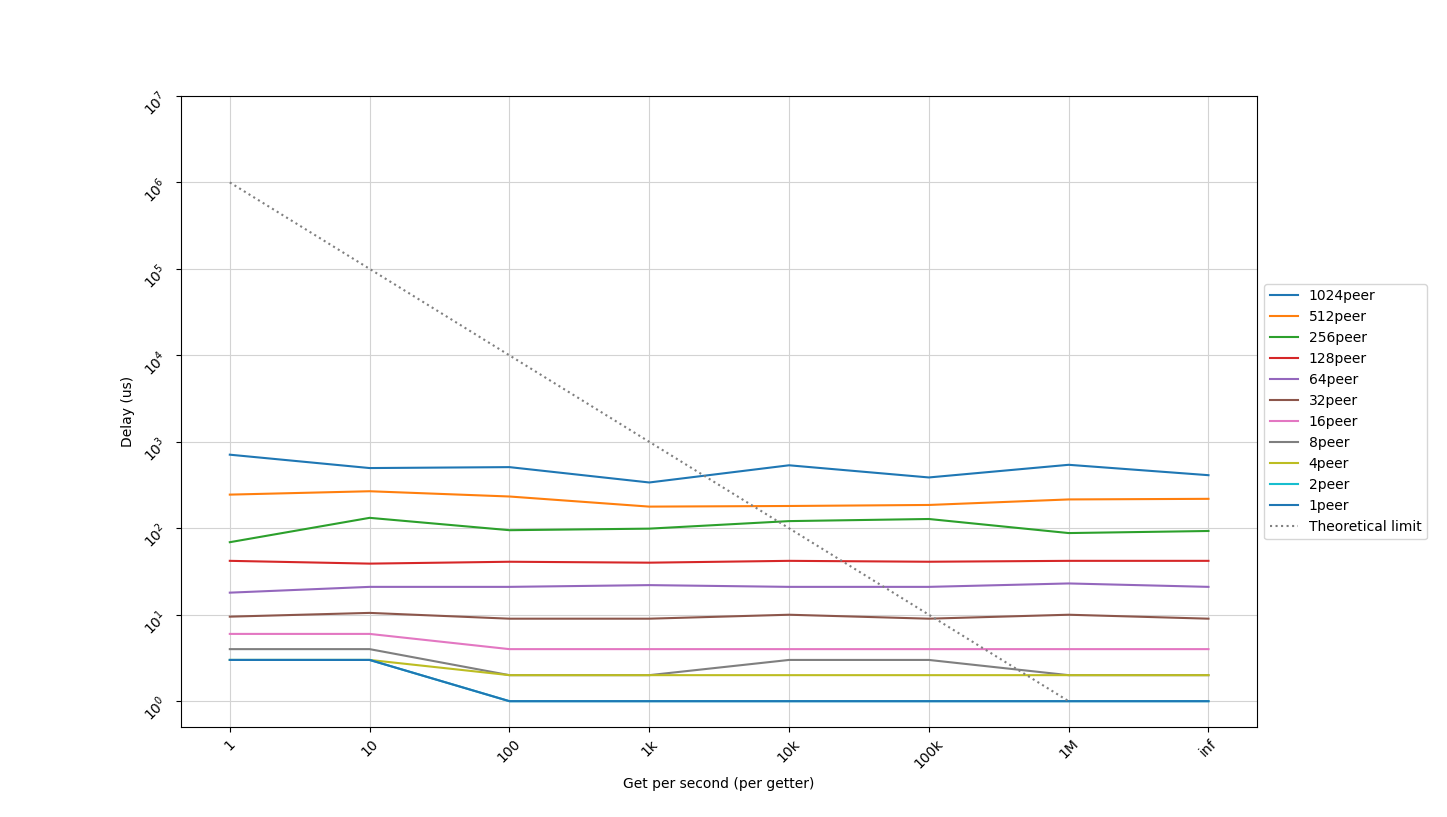 10^7
10^6
10^5
10^4
10^3
10^2
10^1
10^0
Delay (us)
1
10
100
1k
10k
100k
1M
inf
Get per second (per getter)
1024peer
512peer
256peer
128peer
64peer
32peer
16peer
8peer
4peer
2peer
1peer
Theoretical limit